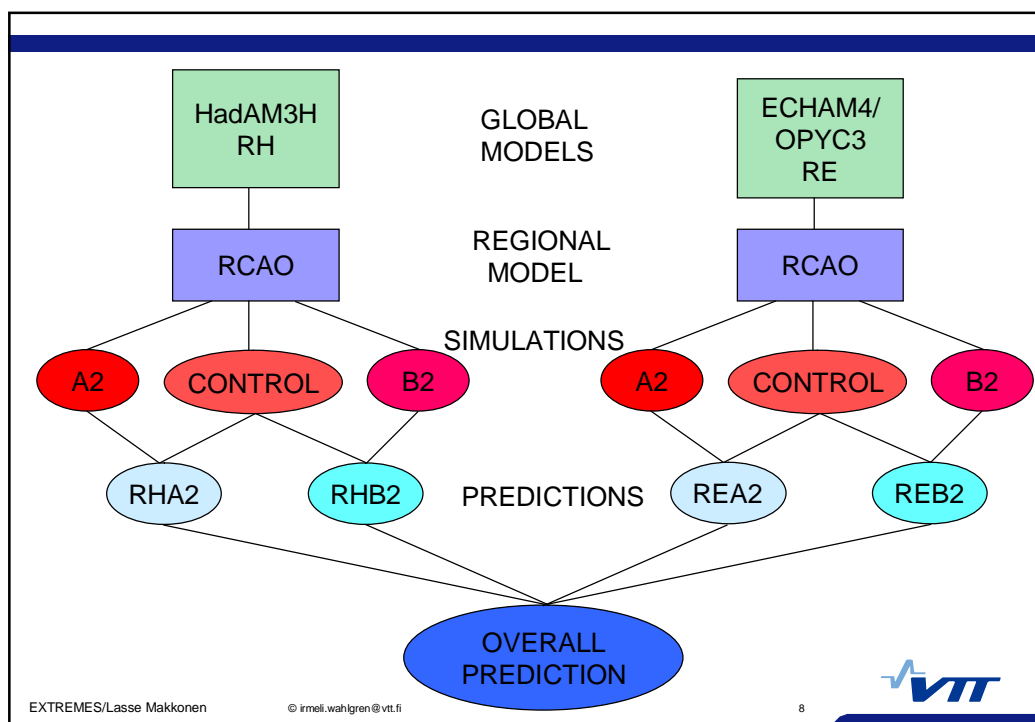 HadAM3H
RH
GLOBAL
MODELS
ECHAM4/
OPYC3
RE
RCAO
REGIONAL
MODEL
RCAO
SIMULATIONS
A2
CONTROL
B2
A2
CONTROL
B2
RHA2
RHB2
PREDICTIONS
REA2
REB2
OVERALL
PREDICTION
EXTREMES/Lasse Makkonen
© irmeli.wahlgren@vtt.fi
8
VTT